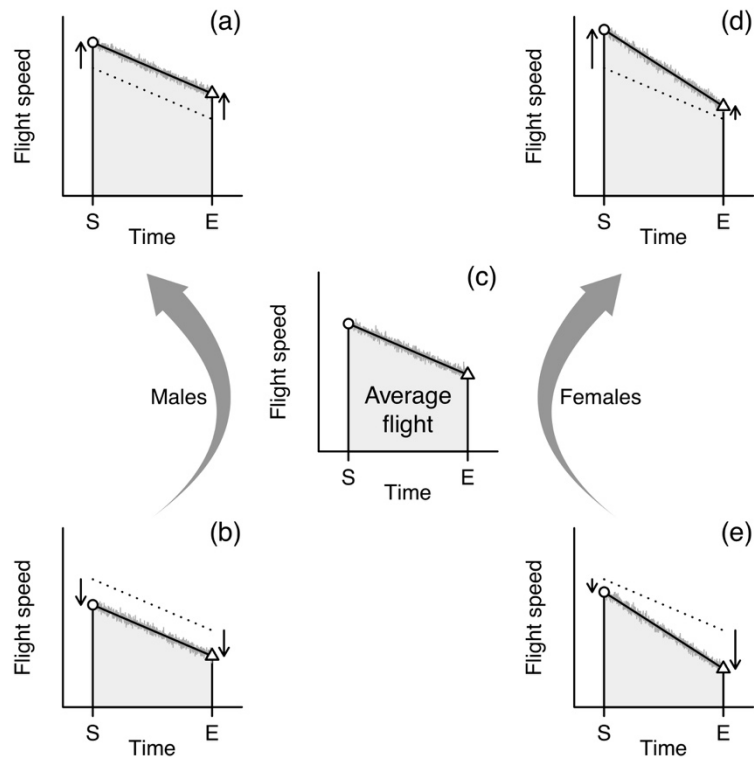 (a)
Flight speed
S E
Time
(d)
Flight speed
S E
Time
(c)
Flight speed
Average
flight
S E
Time
Males
Females
(b)
Flight speed
S E
Time
(e)
Flight speed
S E
Time